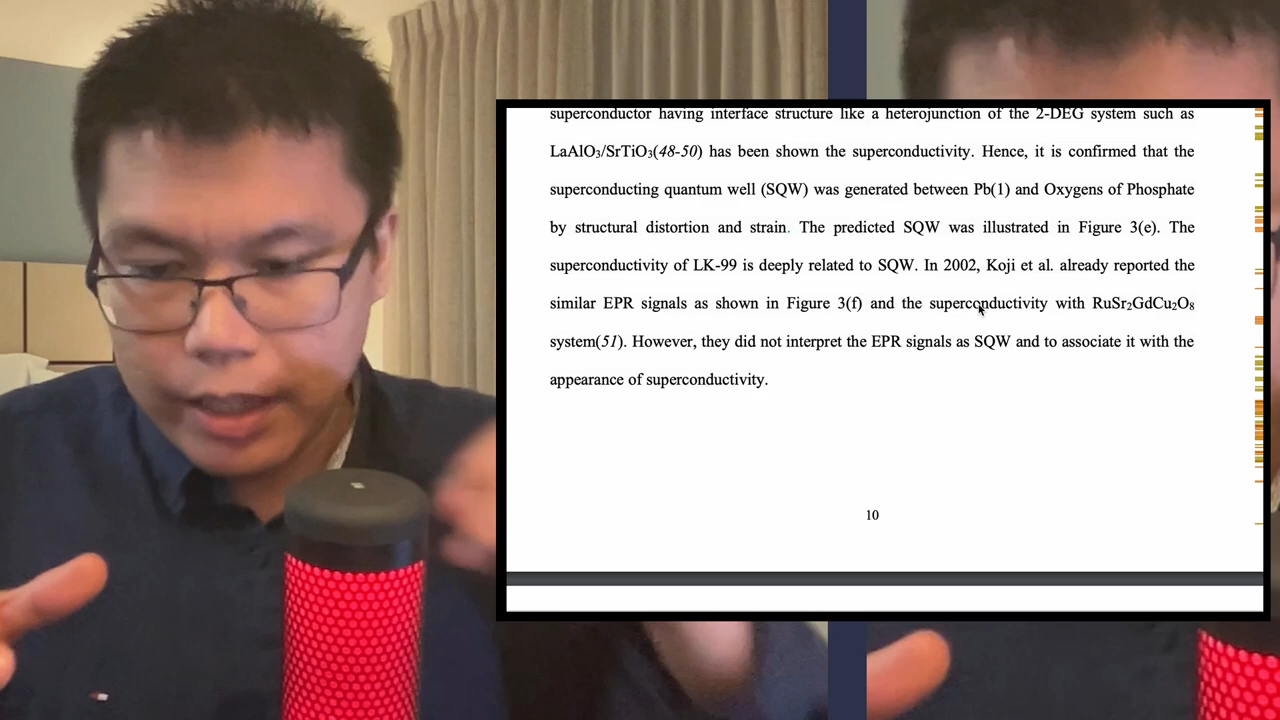 superconductor having interface structure like a heterojunction of the 2-DEG system such as
LaAlO₃/SrTiO₃(48-50) has been shown the superconductivity. Hence, it is confirmed that the
superconducting quantum well (SQW) was generated between Pb(1) and Oxygens of Phosphate
by structural distortion and strain. The predicted SQW was illustrated in Figure 3(e). The
superconductivity of LK-99 is deeply related to SQW. In 2002, Koji et al. already reported the
similar EPR signals as shown in Figure 3(f) and the superconductivity with RuSr₂GdCu₂O₈
system(51). However, they did not interpret the EPR signals as SQW and to associate it with the
appearance of superconductivity.
10